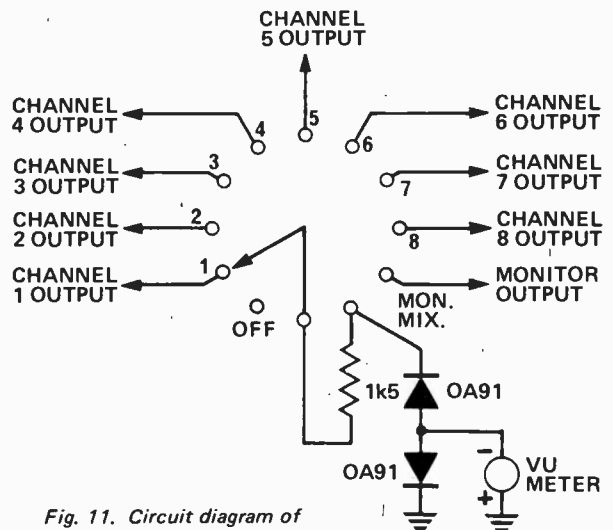 CHANNEL
5 OUTPUT
CHANNEL
4 OUTPUT
4
5
6
CHANNEL
6 OUTPUT
CHANNEL
3 OUTPUT
3
7
CHANNEL
7 OUTPUT
CHANNEL
2 OUTPUT
2
8
CHANNEL
8 OUTPUT
CHANNEL
1 OUTPUT
1
MONITOR
OUTPUT
OFF
MON.
MIX.
1k5
OA91
OA91
-
+
VU
METER
Fig. 11. Circuit diagram of